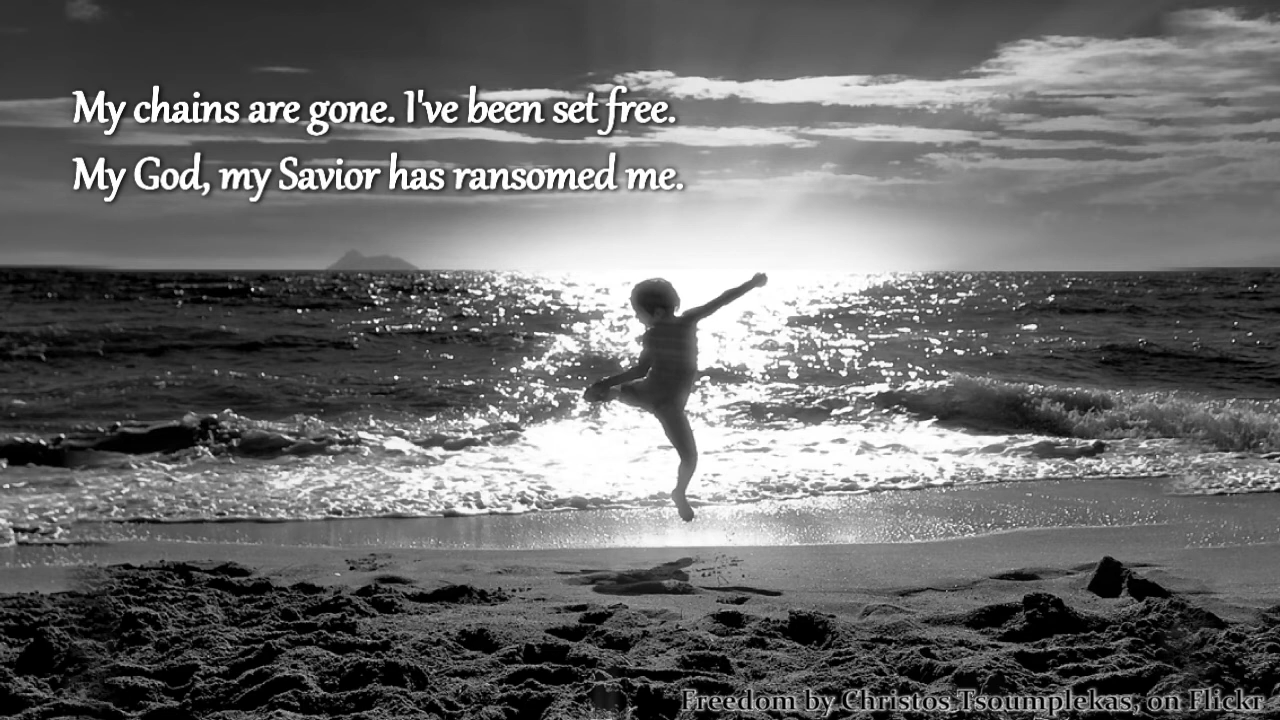 My chains are gone. I've been set free.
My God, my Savior has ransomed me.
Freedom by Christos Tsoumplekas, on Flickr